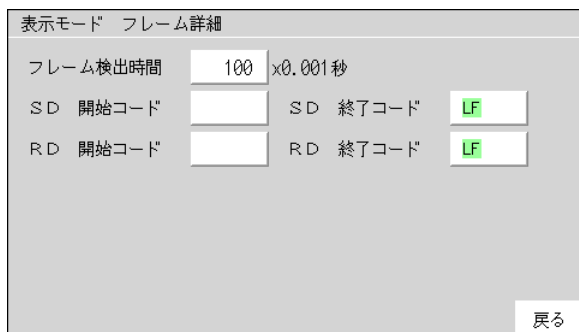 表示モード　フレーム詳細
フレーム検出時間　100　x0.001秒
ＳＤ　開始コード　ＳＤ　終了コード　LF
ＲＤ　開始コード　ＲＤ　終了コード　LF
戻る